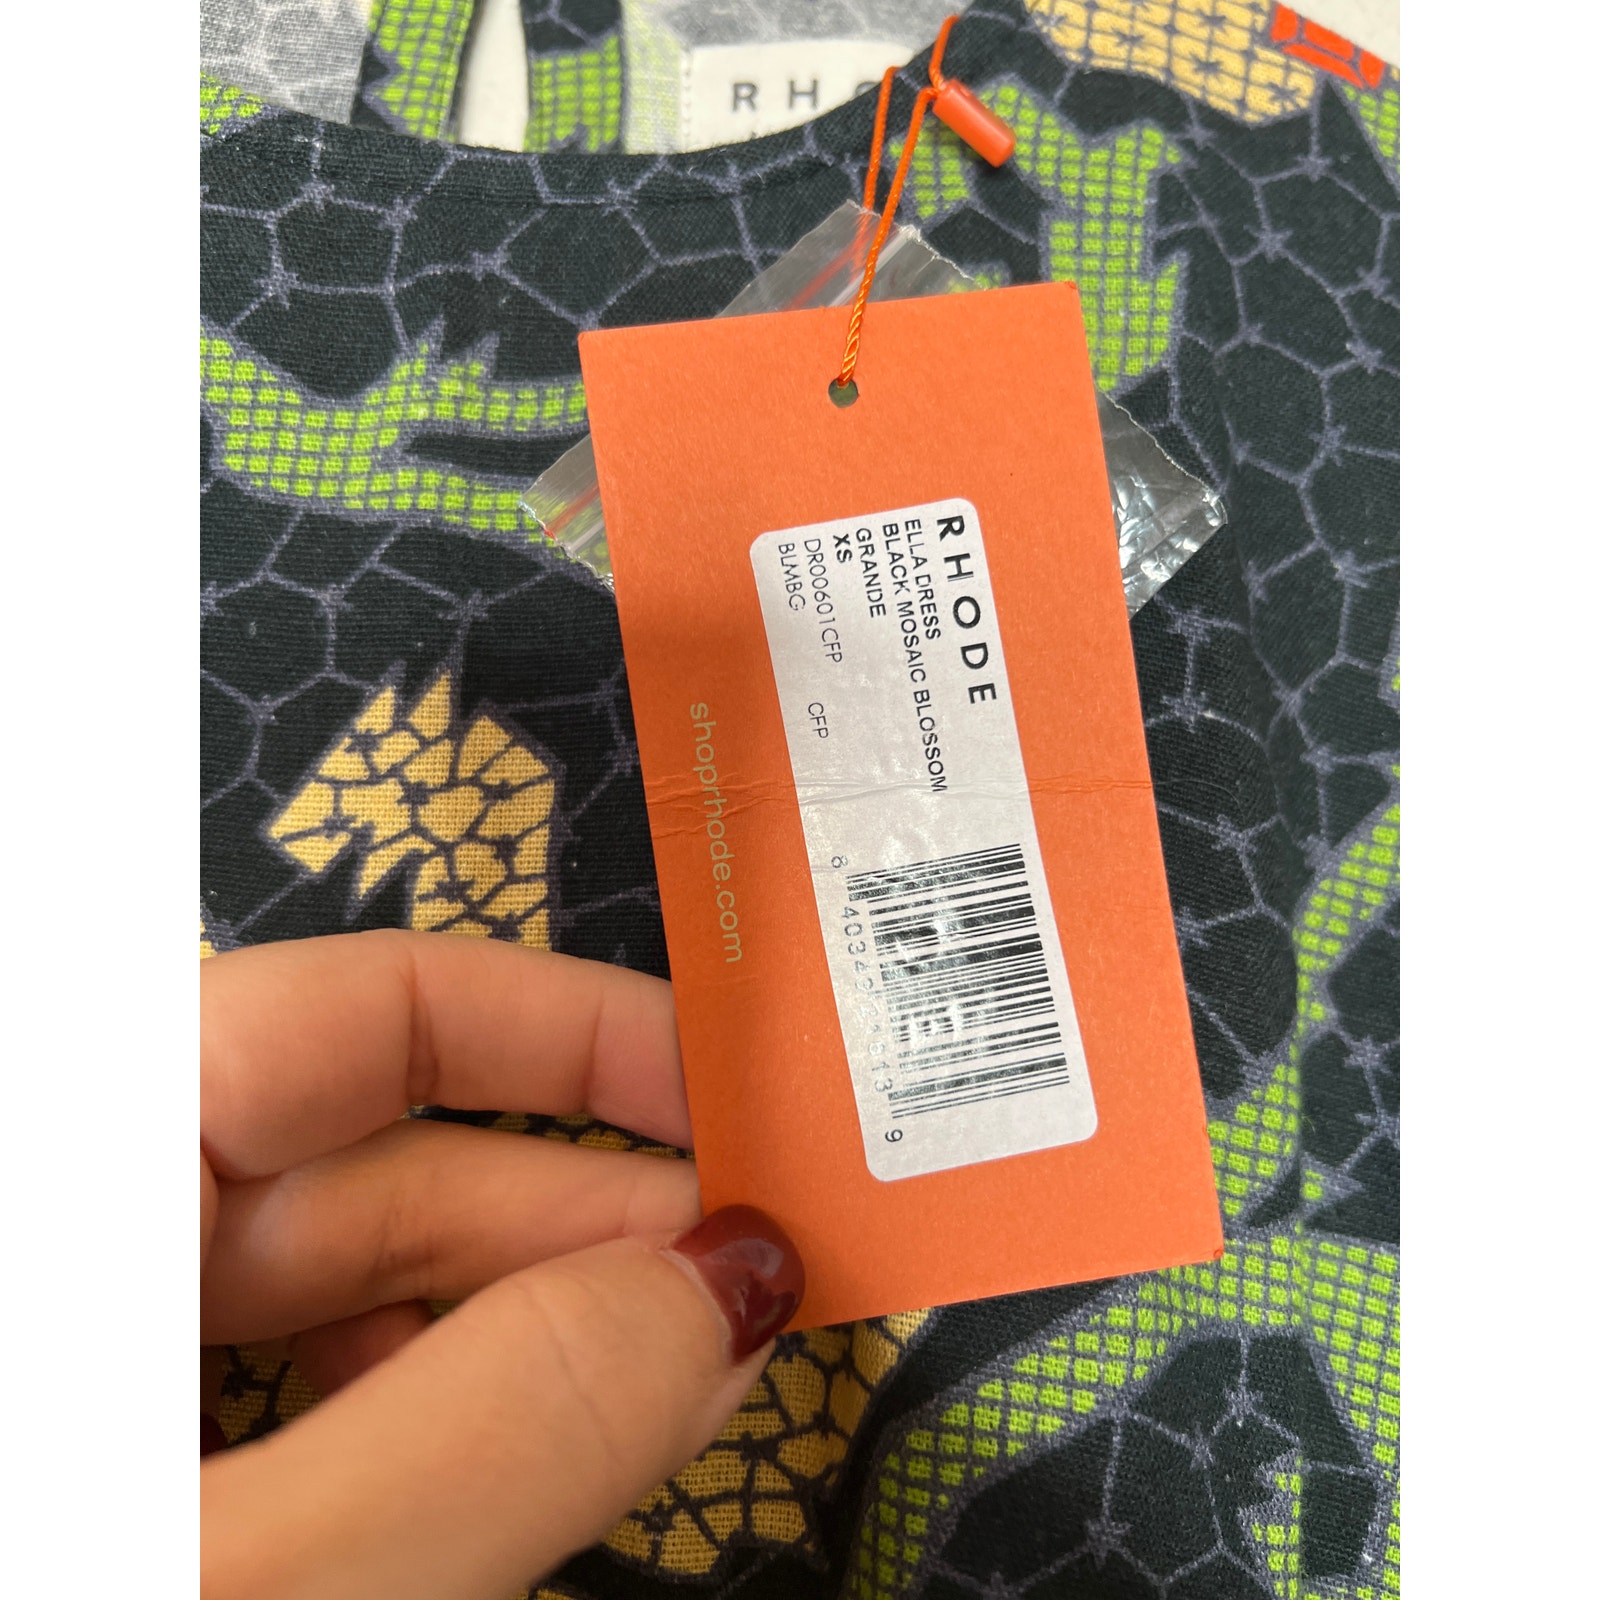 RHO
RHODE
ELLA DRESS
BLACK MOSAIC BLOSSOM
GRANDE
XS
DR00601CFP CFP
BLMBG
shoprhode.com